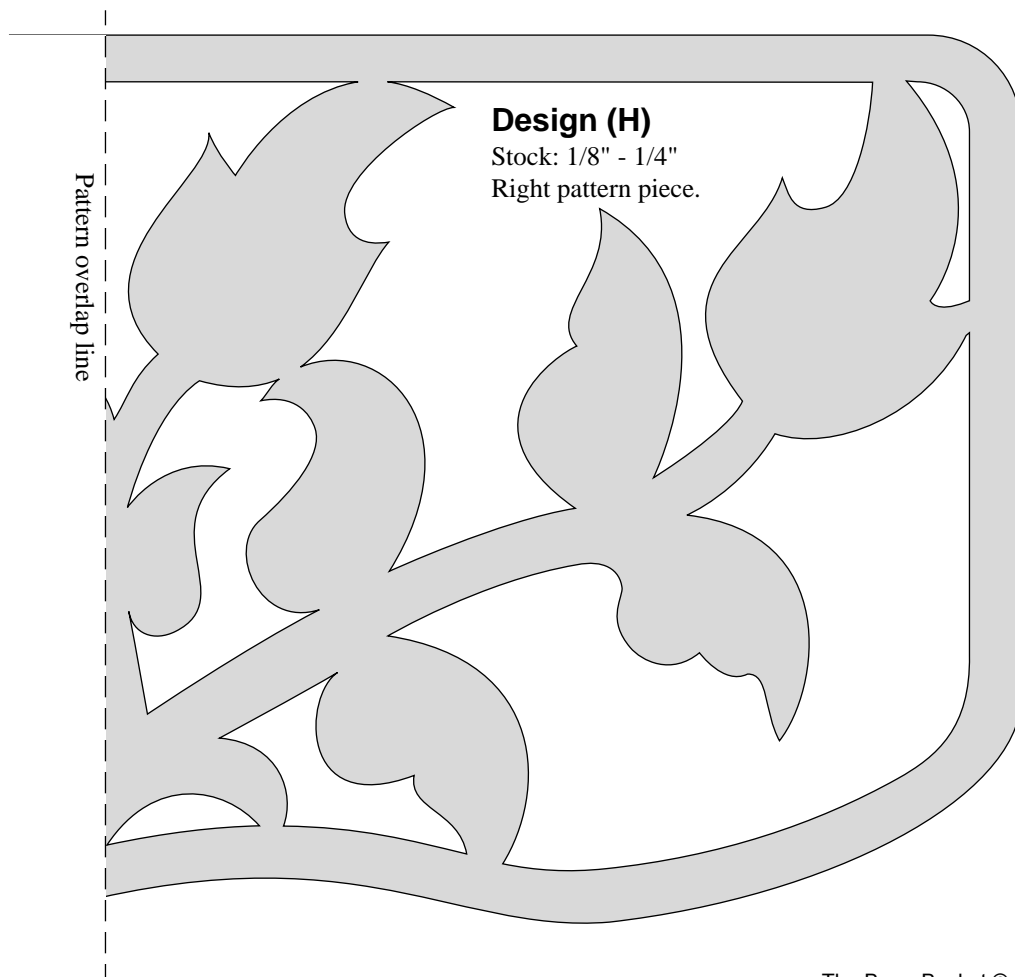 Design (H)
Stock: 1/8" - 1/4"
Right pattern piece.
Pattern overlap line